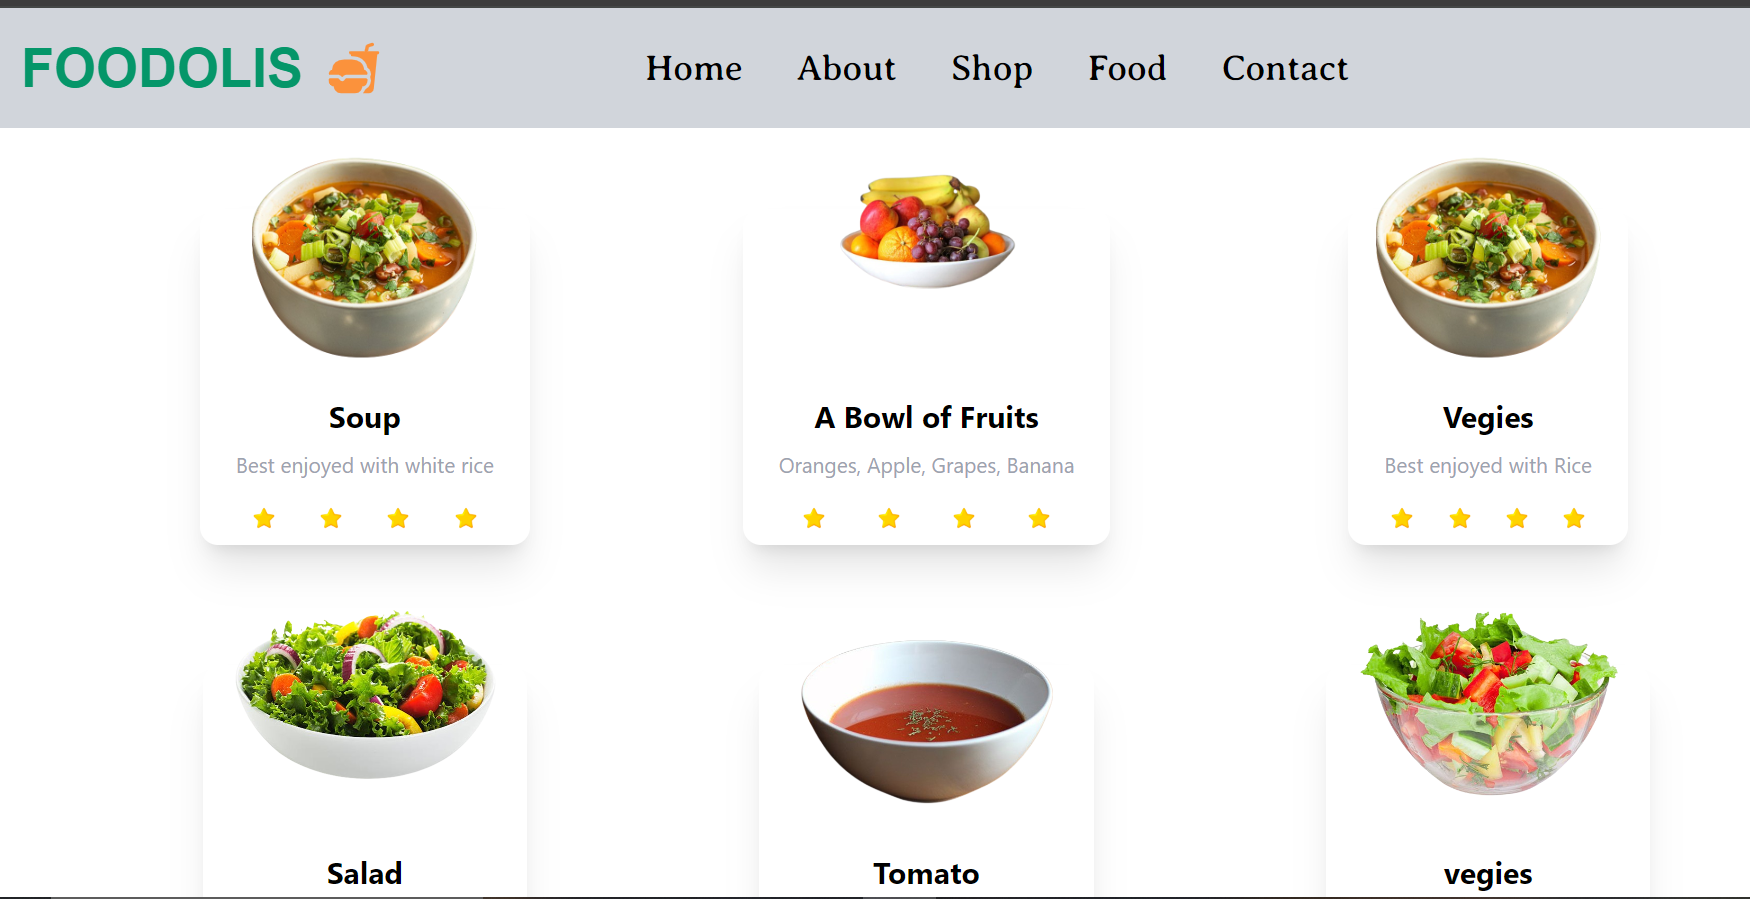 FOODOLIS
Home About Shop Food Contact
Soup
Best enjoyed with white rice
A Bowl of Fruits
Oranges, Apple, Grapes, Banana
Vegies
Best enjoyed with Rice
Salad
Tomato
vegies